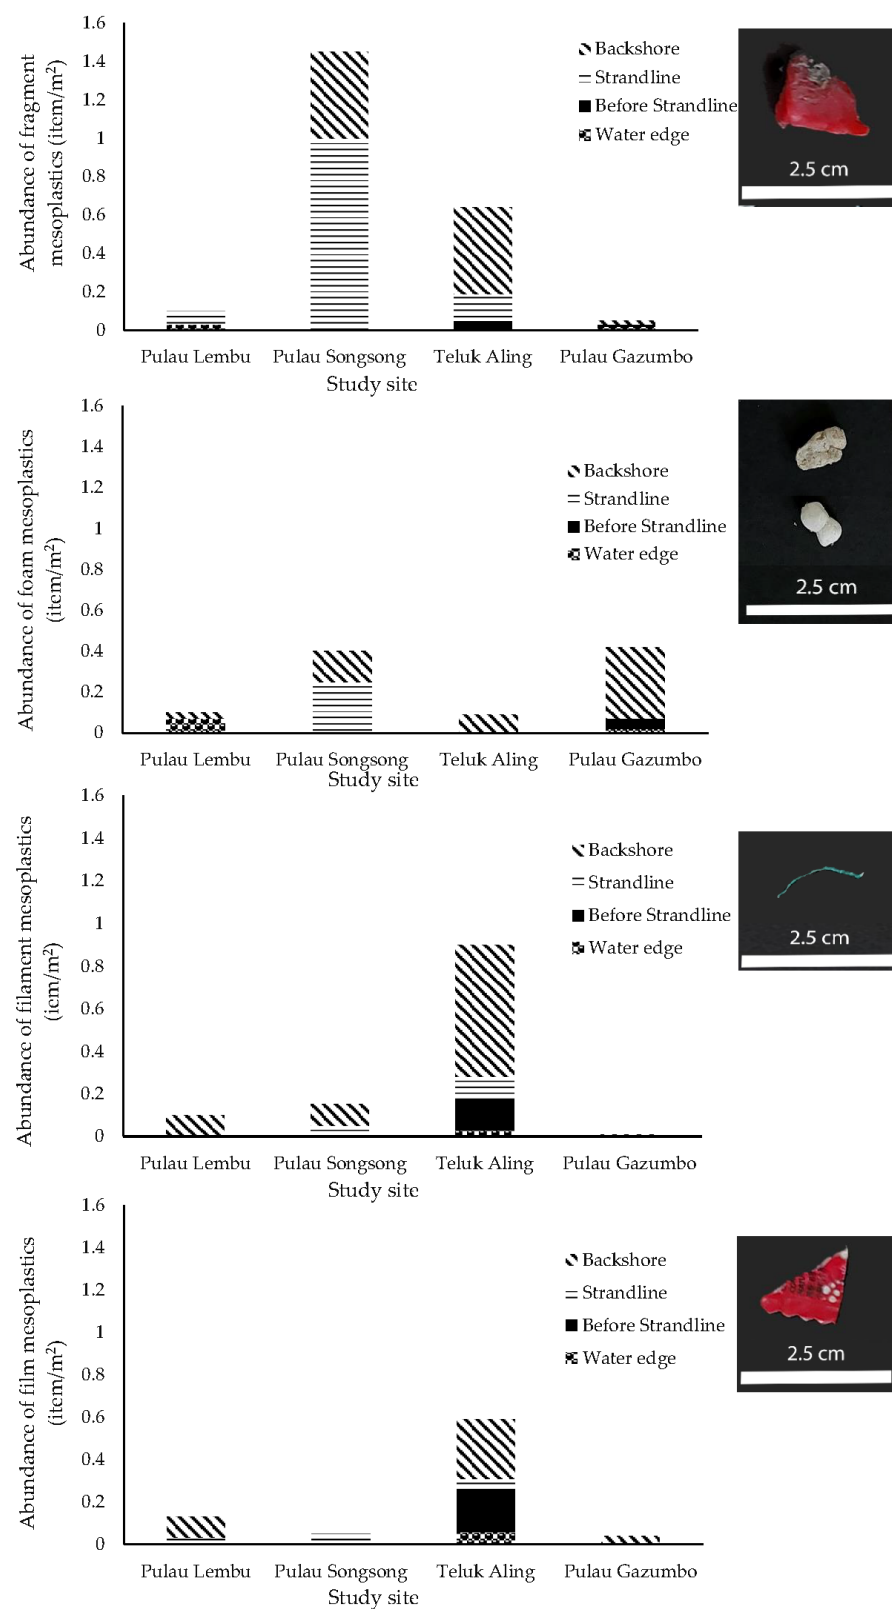 Abundance of fragment
mesoplastics (item/m²)
1.6
1.4
1.2
1
0.8
0.6
0.4
0.2
0
Backshore
Strandline
Before Strandline
Water edge
2.5 cm
Pulau Lembu
Pulau Songsong
Teluk Aling
Pulau Gazumbo
Study site
Abundance of foam mesoplastics
(item/m²)
1.6
1.4
1.2
1
0.8
0.6
0.4
0.2
0
Backshore
Strandline
Before Strandline
Water edge
2.5 cm
Pulau Lembu
Pulau Songsong
Teluk Aling
Pulau Gazumbo
Study site
Abundance of filament mesoplastics
(icm/m²)
1.6
1.4
1.2
1
0.8
0.6
0.4
0.2
0
Backshore
Strandline
Before Strandline
Water edge
2.5 cm
Pulau Lembu
Pulau Songsong
Teluk Aling
Pulau Gazumbo
Study site
Abundance of film mesoplastics
(item/m²)
1.6
1.4
1.2
1
0.8
0.6
0.4
0.2
0
Backshore
Strandline
Before Strandline
Water edge
2.5 cm
Pulau Lembu
Pulau Songsong
Teluk Aling
Pulau Gazumbo
Study site